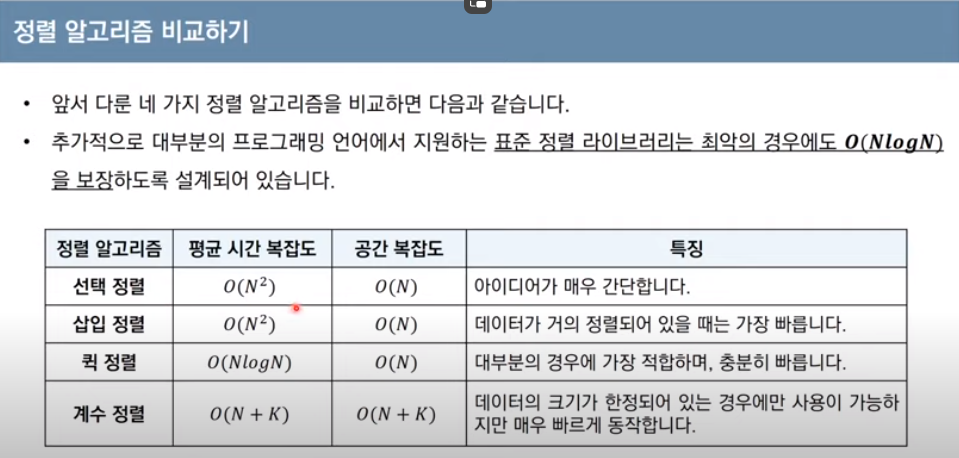 정렬 알고리즘 비교하기
• 앞서 다룬 네 가지 정렬 알고리즘을 비교하면 다음과 같습니다.
• 추가적으로 대부분의 프로그래밍 언어에서 지원하는 표준 정렬 라이브러리는 최악의 경우에도 O(NlogN)
을 보장하도록 설계되어 있습니다.
정렬 알고리즘 평균 시간 복잡도 공간 복잡도 특징
선택 정렬 O(N²) O(N) 아이디어가 매우 간단합니다.
삽입 정렬 O(N²) O(N) 데이터가 거의 정렬되어 있을 때는 가장 빠릅니다.
퀵 정렬 O(NlogN) O(N) 대부분의 경우에 가장 적합하며, 충분히 빠릅니다.
계수 정렬 O(N + K) O(N + K) 데이터의 크기가 한정되어 있는 경우에만 사용이 가능하
지만 매우 빠르게 동작합니다.